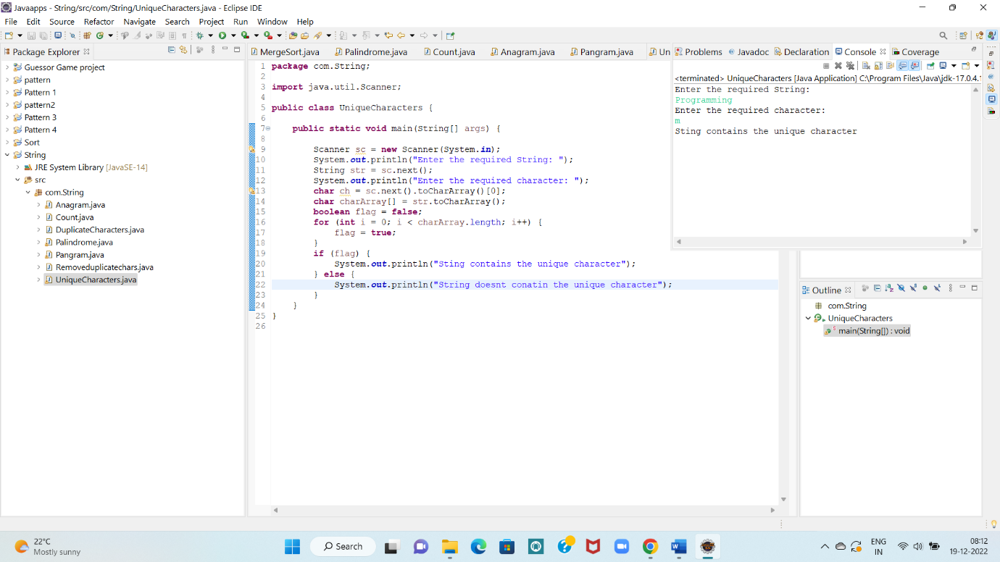 Javaapps - String/src/com/String/UniqueCharacters.java - Eclipse IDE
File Edit Source Refactor Navigate Search Project Run Window Help
Package Explorer
Guessor Game project
pattern
Pattern 1
pattern2
Pattern 3
Pattern 4
Sort
String
JRE System Library [JavaSE-14]
src
com.String
Anagram.java
Count.java
DuplicateCharacters.java
Palindrome.java
Pangram.java
Removeduplicatechars.java
UniqueCharacters.java
MergeSort.java Palindrome.java Count.java Anagram.java Pangram.java Un
1 package com.String;
2
3 import java.util.Scanner;
4
5 public class UniqueCharacters {
6
7 public static void main(String[] args) {
8
9 Scanner sc = new Scanner(System.in);
10 System.out.println("Enter the required String: ");
11 String str = sc.next();
12 System.out.println("Enter the required character: ");
13 char ch = sc.next().toCharArray()[0];
14 char charArray[] = str.toCharArray();
15 boolean flag = false;
16 for (int i = 0; i < charArray.length; i++) {
17 flag = true;
18 }
19 if (flag) {
20 System.out.println("Sting contains the unique character");
21 } else {
22 System.out.println("String doesnt conatin the unique character");
23 }
24 }
25 }
26
Problems Javadoc Declaration Console Coverage
<terminated> UniqueCharacters [Java Application] C:\Program Files\Java\jdk-17.0.4.1
Enter the required String:
Programming
Enter the required character:
m
Sting contains the unique character
Outline
com.String
UniqueCharacters
main(String[]) : void
22°C
Mostly sunny
Search
ENG
IN
08:12
19-12-2022